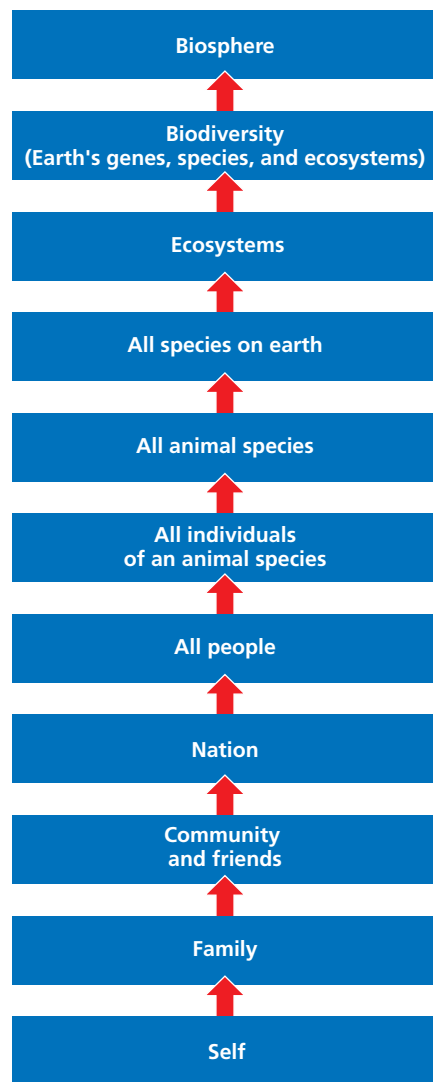 Biosphere
Biodiversity
(Earth's genes, species, and ecosystems)
Ecosystems
All species on earth
All animal species
All individuals
of an animal species
All people
Nation
Community
and friends
Family
Self